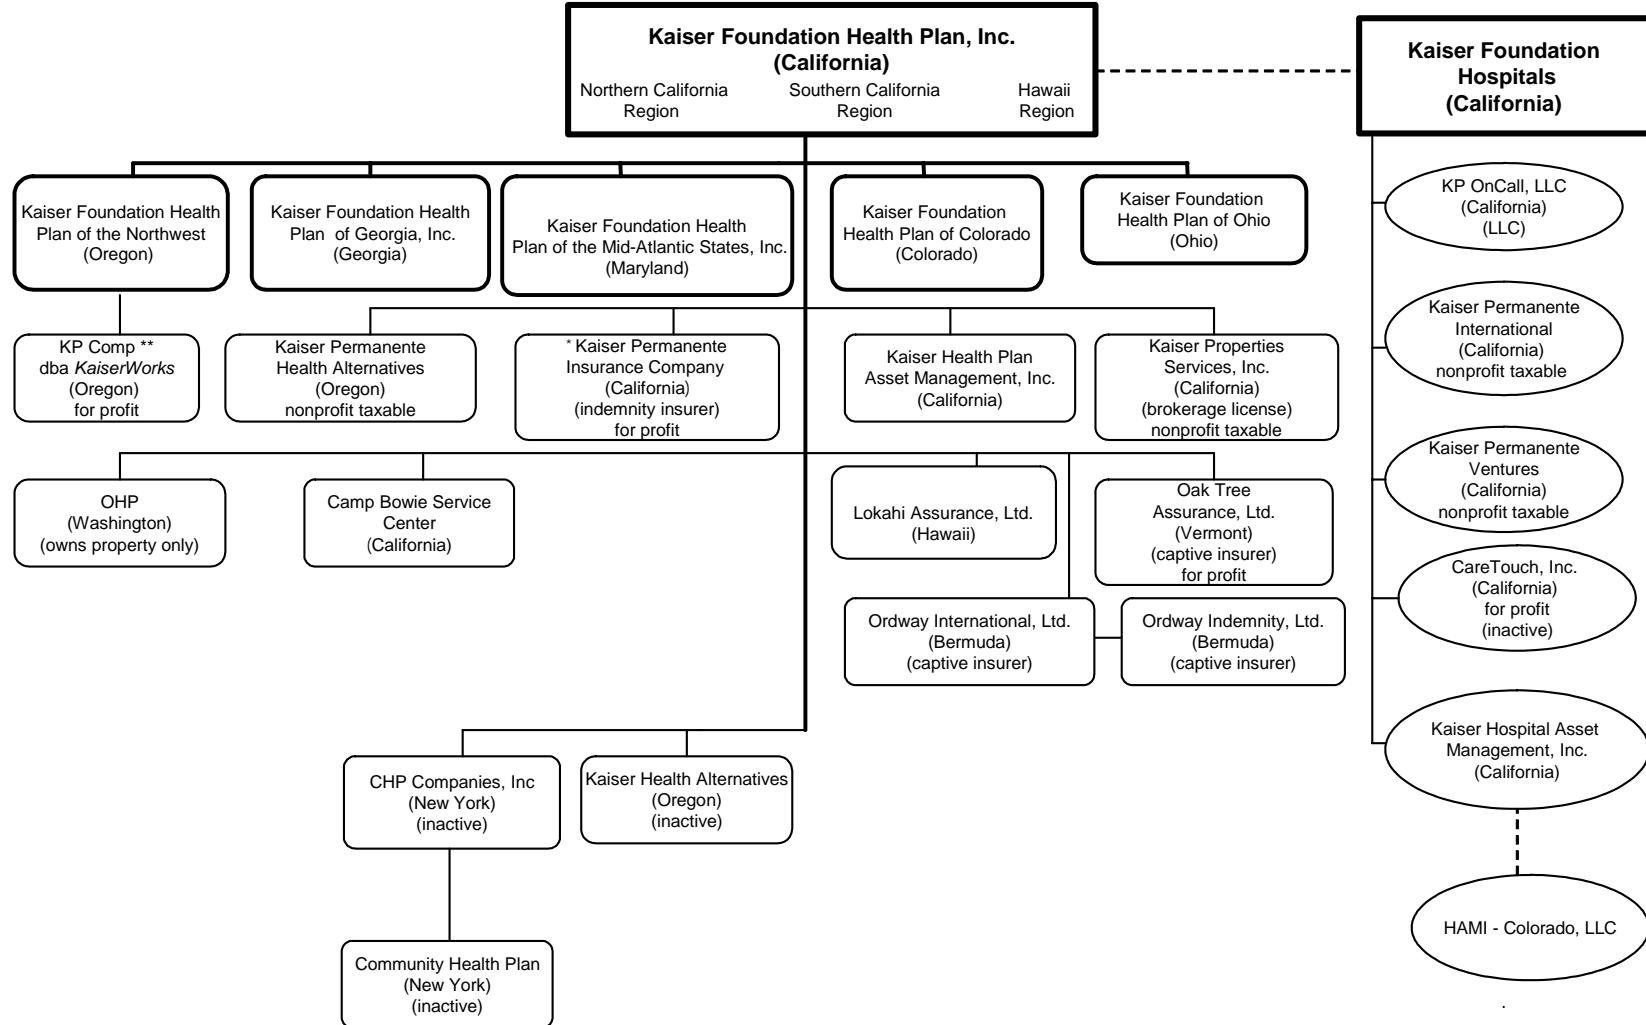 Kaiser Foundation Health Plan, Inc.
(California)
Northern California
Region
Southern California
Region
Hawaii
Region
Kaiser Foundation
Hospitals
(California)
Kaiser Foundation Health
Plan of the Northwest
(Oregon)
Kaiser Foundation Health
Plan of Georgia, Inc.
(Georgia)
Kaiser Foundation Health
Plan of the Mid-Atlantic States, Inc.
(Maryland)
Kaiser Foundation
Health Plan of Colorado
(Colorado)
Kaiser Foundation
Health Plan of Ohio
(Ohio)
KP OnCall, LLC
(California)
(LLC)
KP Comp **
dba KaiserWorks
(Oregon)
for profit
Kaiser Permanente
Health Alternatives
(Oregon)
nonprofit taxable
* Kaiser Permanente
Insurance Company
(California)
(indemnity insurer)
for profit
Kaiser Health Plan
Asset Management, Inc.
(California)
Kaiser Properties
Services, Inc.
(California)
(brokerage license)
nonprofit taxable
Kaiser Permanente
International
(California)
nonprofit taxable
OHP
(Washington)
(owns property only)
Camp Bowie Service
Center
(California)
Lokahi Assurance, Ltd.
(Hawaii)
Oak Tree
Assurance, Ltd.
(Vermont)
(captive insurer)
for profit
Kaiser Permanente
Ventures
(California)
nonprofit taxable
Ordway International, Ltd.
(Bermuda)
(captive insurer)
Ordway Indemnity, Ltd.
(Bermuda)
(captive insurer)
CareTouch, Inc.
(California)
for profit
(inactive)
CHP Companies, Inc
(New York)
(inactive)
Kaiser Health Alternatives
(Oregon)
(inactive)
Kaiser Hospital Asset
Management, Inc.
(California)
Community Health Plan
(New York)
(inactive)
HAMI - Colorado, LLC
.